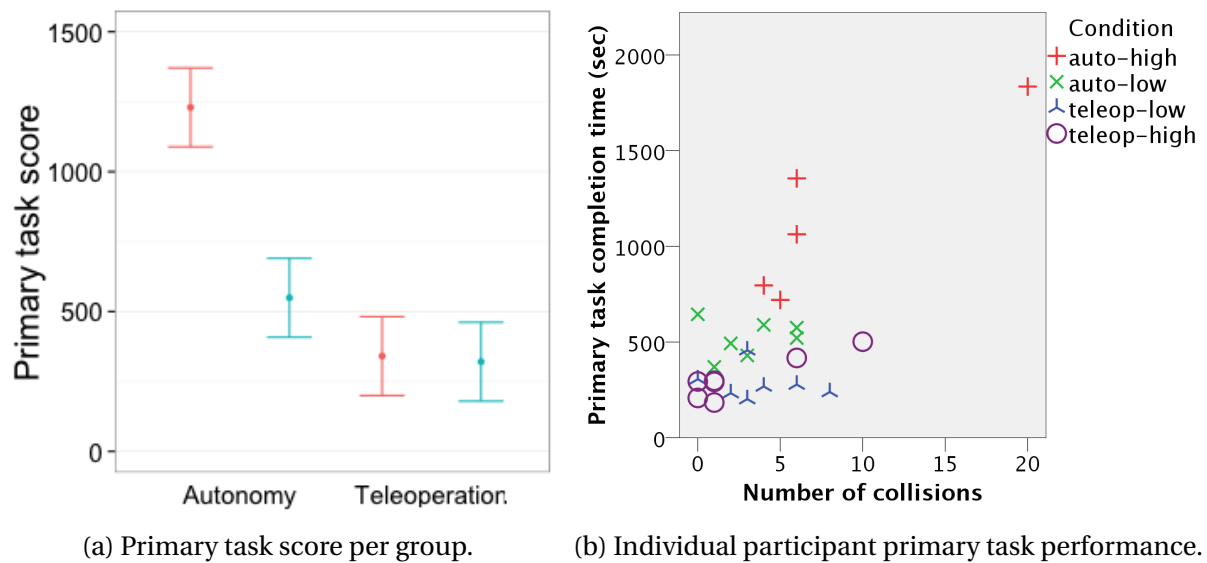 Primary task score
1500
1000
500
0
Autonomy
Teleoperation
(a) Primary task score per group.
Primary task completion time (sec)
2000
1500
1000
500
0
0 5 10 15 20
Number of collisions
Condition
auto-high
auto-low
teleop-low
teleop-high
(b) Individual participant primary task performance.